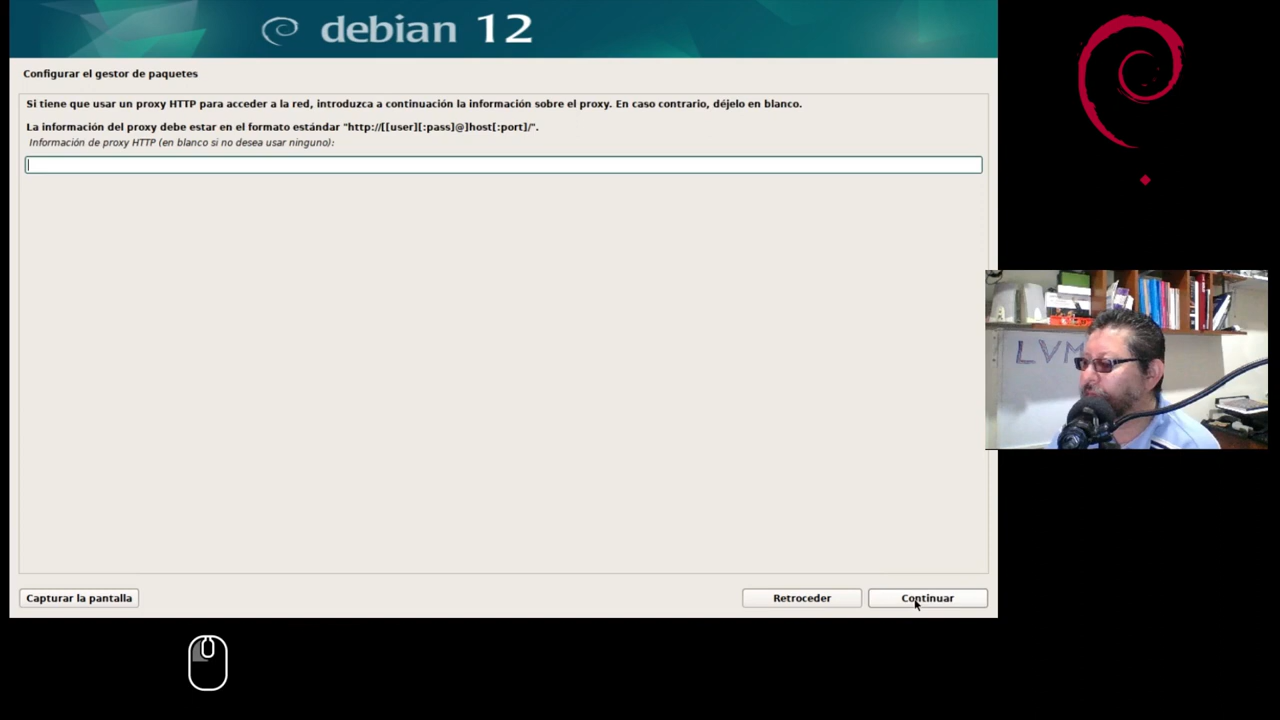 debian 12
Configurar el gestor de paquetes
Si tiene que usar un proxy HTTP para acceder a la red, introduzca a continuación la información sobre el proxy. En caso contrario, déjelo en blanco.
La información del proxy debe estar en el formato estándar "http://[[user][:pass]@]host[:port]/".
Información de proxy HTTP (en blanco si no desea usar ninguno):
LVM
Capturar la pantalla
Retroceder
Continuar